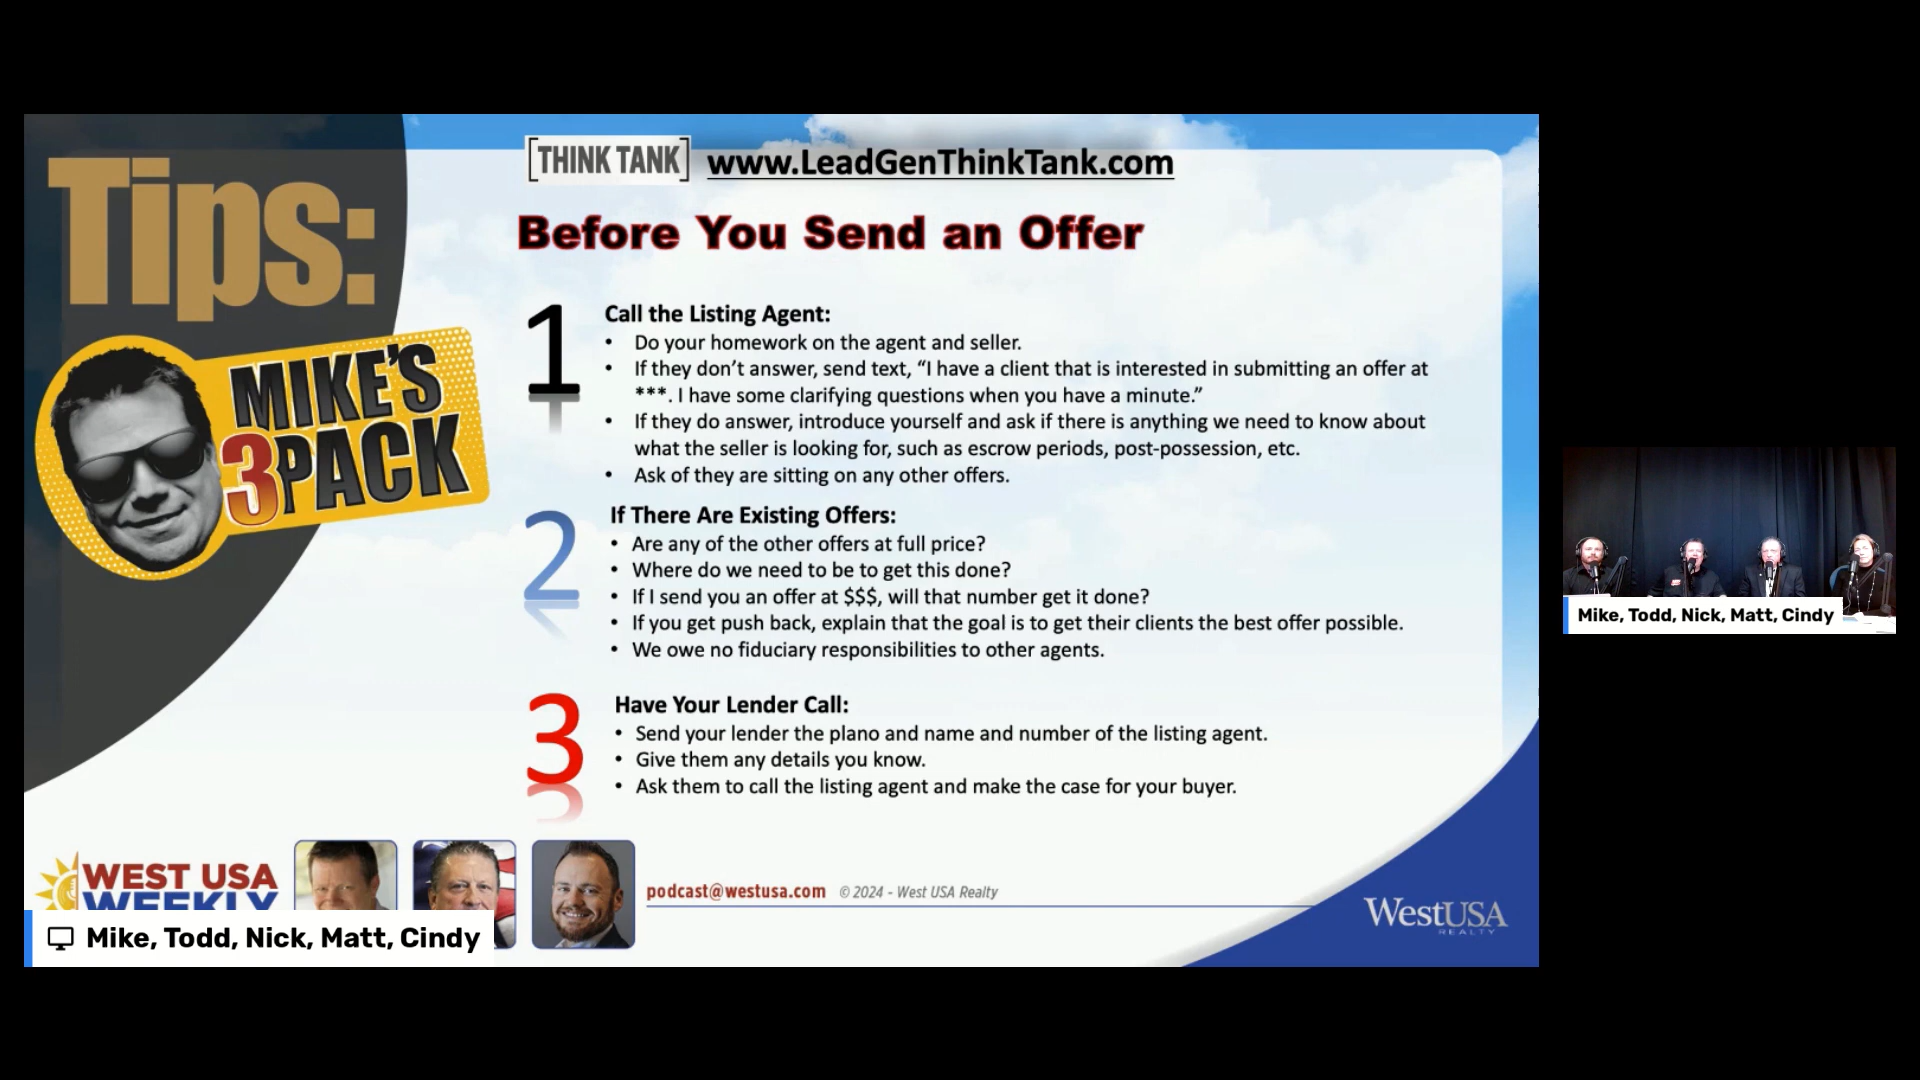 Tips:
MIKE'S
3PACK
[THINK TANK] www.LeadGenThinkTank.com
Before You Send an Offer
1
Call the Listing Agent:
• Do your homework on the agent and seller.
• If they don’t answer, send text, “I have a client that is interested in submitting an offer at
***. I have some clarifying questions when you have a minute.”
• If they do answer, introduce yourself and ask if there is anything we need to know about
what the seller is looking for, such as escrow periods, post-possession, etc.
• Ask of they are sitting on any other offers.
2
If There Are Existing Offers:
• Are any of the other offers at full price?
• Where do we need to be to get this done?
• If I send you an offer at $$$, will that number get it done?
• If you get push back, explain that the goal is to get their clients the best offer possible.
• We owe no fiduciary responsibilities to other agents.
3
Have Your Lender Call:
• Send your lender the plano and name and number of the listing agent.
• Give them any details you know.
• Ask them to call the listing agent and make the case for your buyer.
WEST USA
WEEKLY
podcast@westusa.com © 2024 - West USA Realty
WestUSA
REALTY
Mike, Todd, Nick, Matt, Cindy
Mike, Todd, Nick, Matt, Cindy